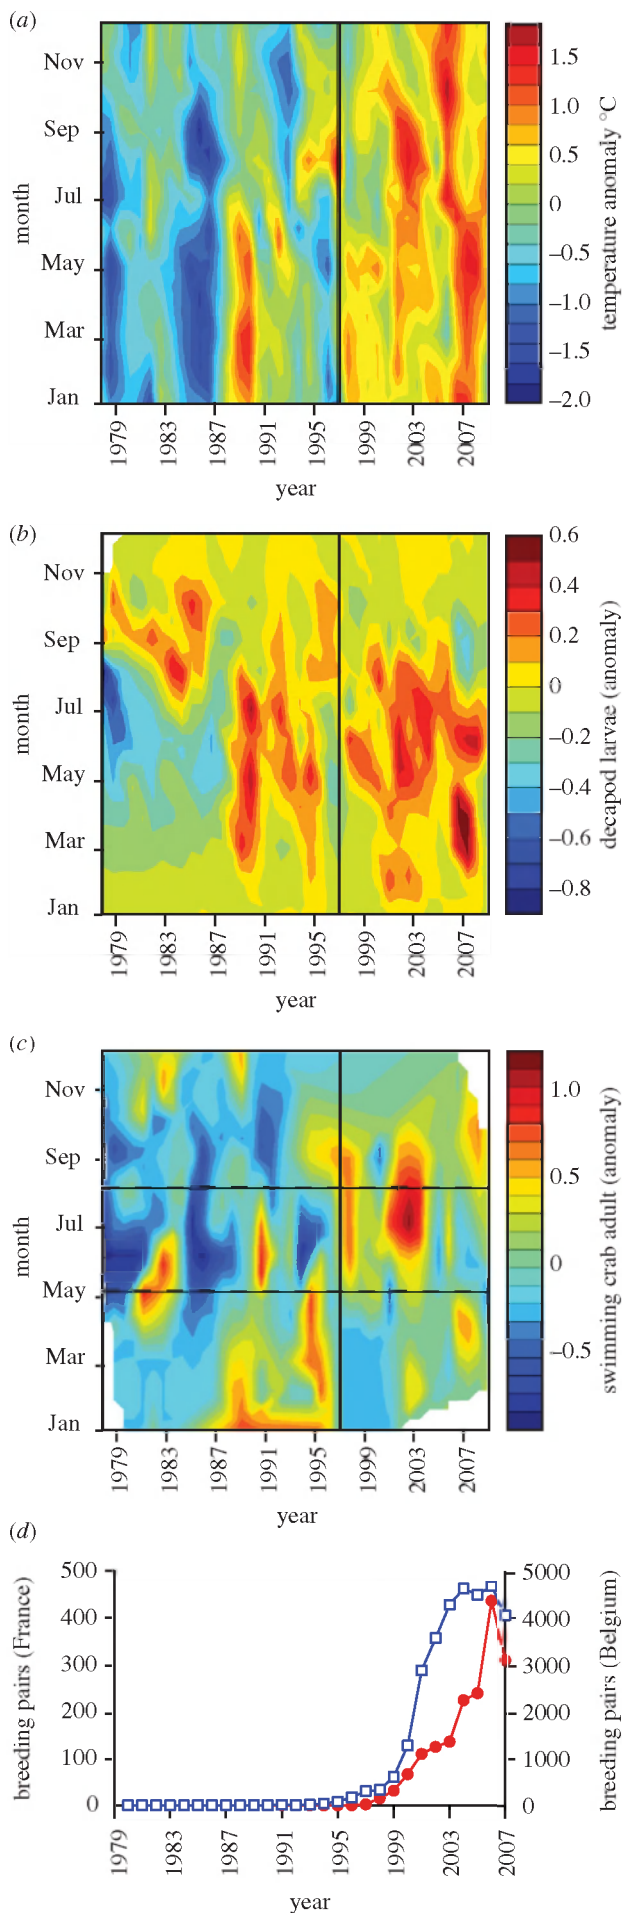 (a)
Nov
Sep
Jul
May
Mar
Jan
month
1979 1983 1987 1991 1995 1999 2003 2007
year
1.5
1.0
0.5
0
–0.5
–1.0
–1.5
–2.0
temperature anomaly °C
(b)
Nov
Sep
Jul
May
Mar
Jan
month
1979 1983 1987 1991 1995 1999 2003 2007
year
0.6
0.4
0.2
0
–0.2
–0.4
–0.6
–0.8
decapod larvae (anomaly)
(c)
Nov
Sep
Jul
May
Mar
Jan
month
1979 1983 1987 1991 1995 1999 2003 2007
year
1.0
0.5
0
–0.5
swimming crab adult (anomaly)
(d)
500
400
300
200
100
0
breeding pairs (France)
5000
4000
3000
2000
1000
0
breeding pairs (Belgium)
1979 1983 1987 1991 1995 1999 2003 2007
year